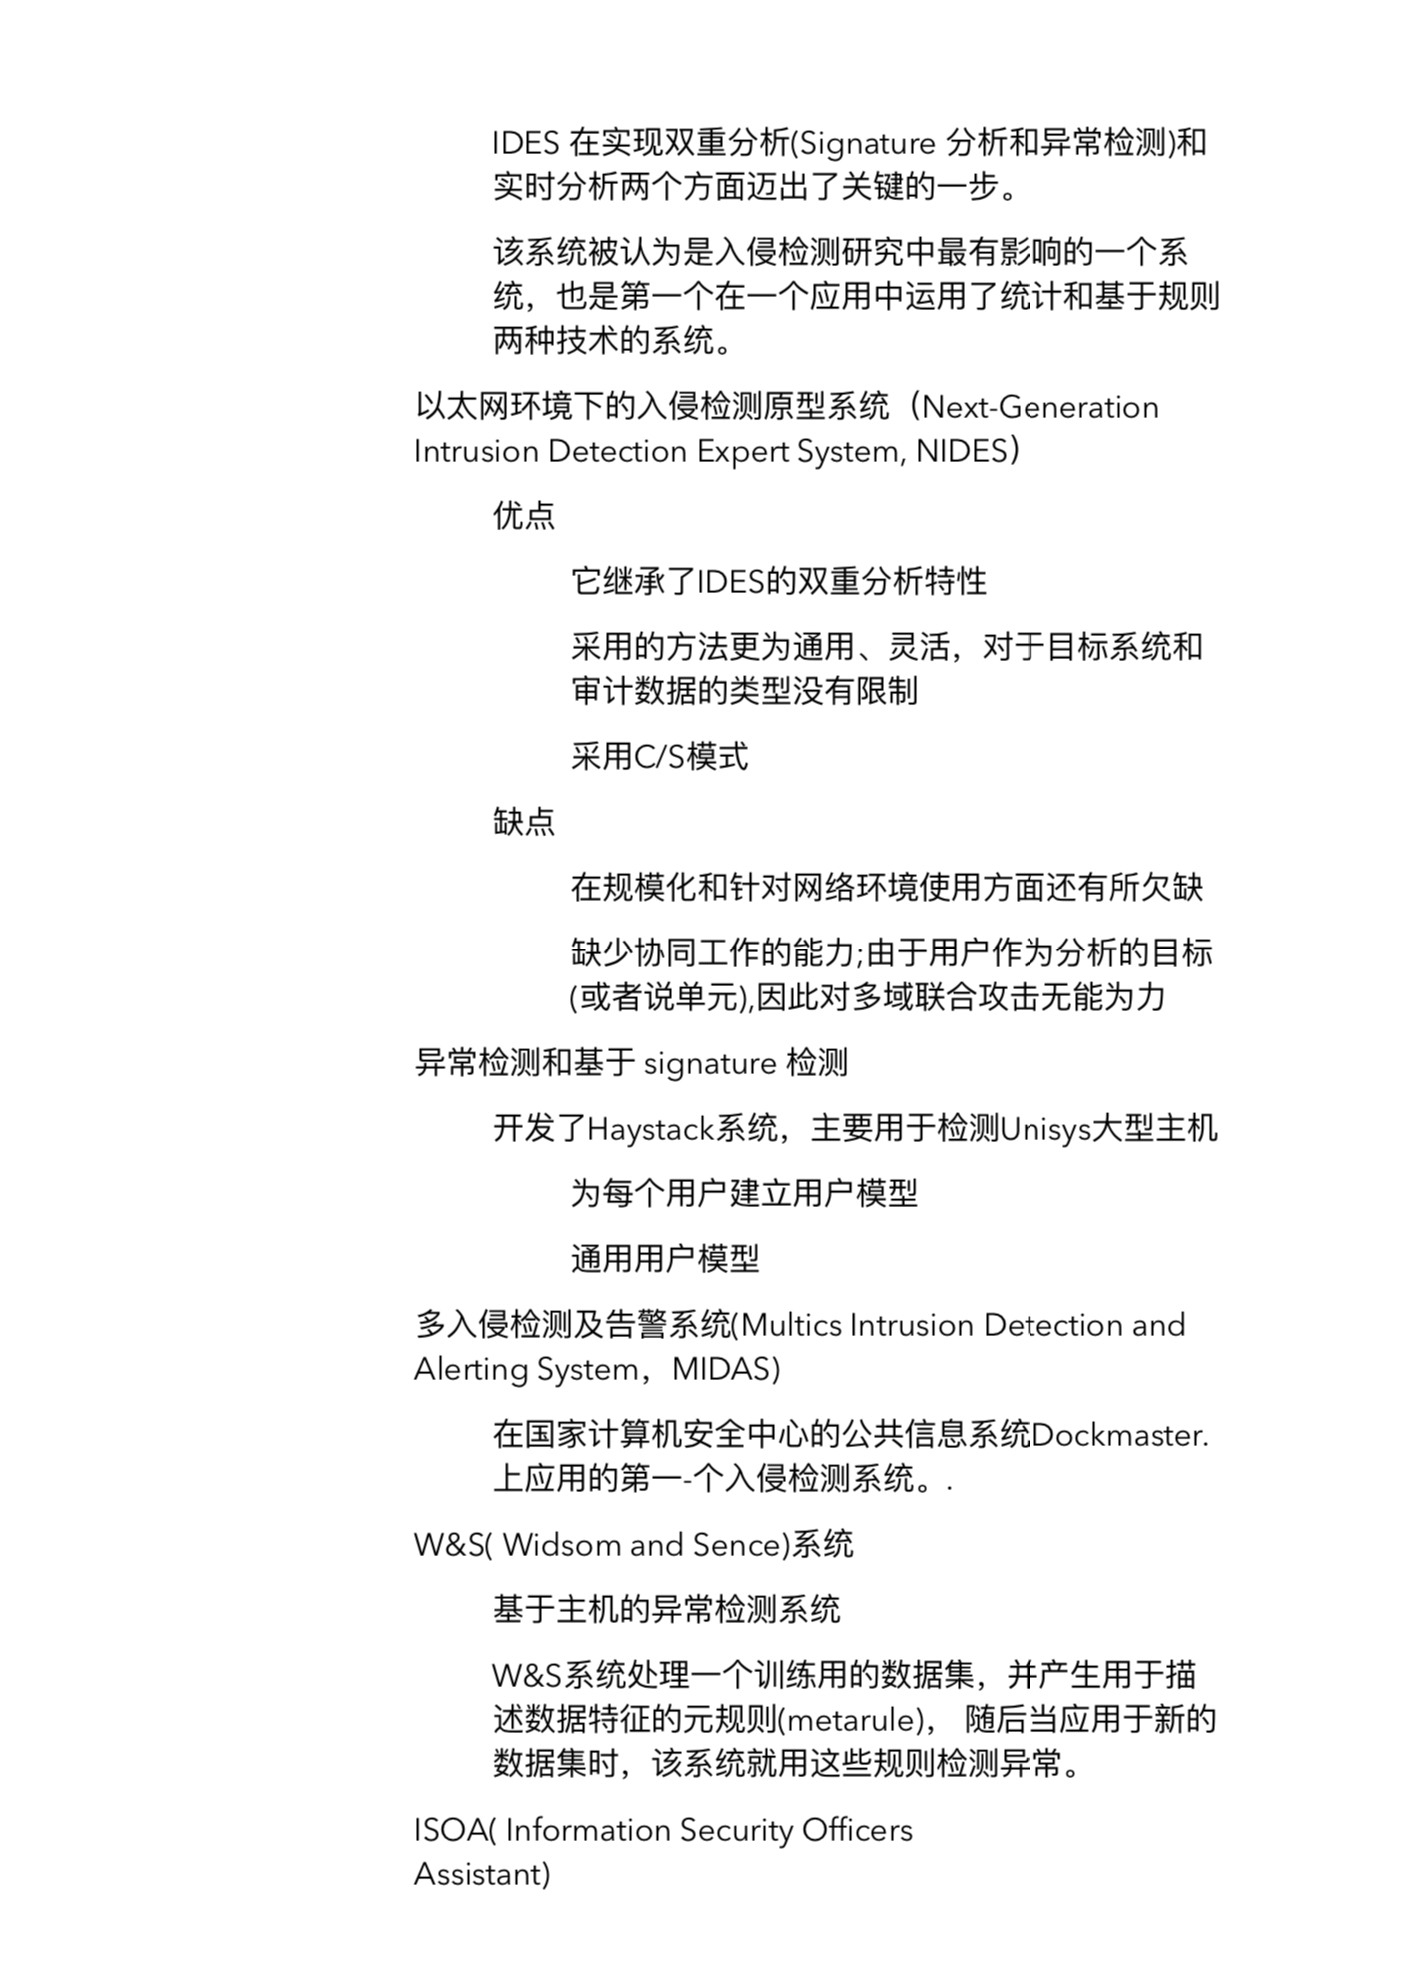 IDES 在实现双重分析(Signature 分析和异常检测)和
实时分析两个方面迈出了关键的一步。
该系统被认为是入侵检测研究中最有影响的一个系
统，也是第一个在一个应用中运用了统计和基于规则
两种技术的系统。
以太网环境下的入侵检测原型系统（Next-Generation
Intrusion Detection Expert System, NIDES）
优点
它继承了IDES的双重分析特性
采用的方法更为通用、灵活，对于目标系统和
审计数据的类型没有限制
采用C/S模式
缺点
在规模化和针对网络环境使用方面还有所欠缺
缺少协同工作的能力;由于用户作为分析的目标
(或者说单元),因此对多域联合攻击无能为力
异常检测和基于 signature 检测
开发了Haystack系统，主要用于检测Unisys大型主机
为每个用户建立用户模型
通用用户模型
多入侵检测及告警系统(Multics Intrusion Detection and
Alerting System，MIDAS)
在国家计算机安全中心的公共信息系统Dockmaster.
上应用的第一-个入侵检测系统。.
W&S( Widsom and Sence)系统
基于主机的异常检测系统
W&S系统处理一个训练用的数据集，并产生用于描
述数据特征的元规则(metarule)， 随后当应用于新的
数据集时，该系统就用这些规则检测异常。
ISOA( Information Security Officers
Assistant)